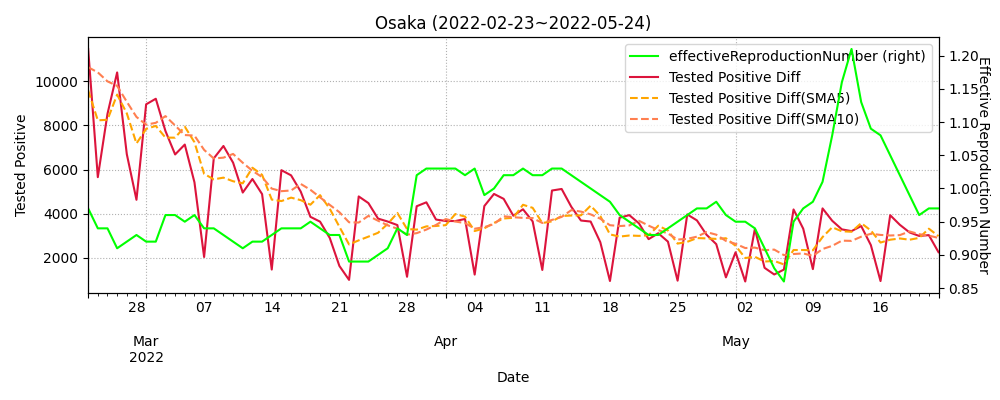 Osaka (2022-02-23~2022-05-24)
effectiveReproductionNumber (right)
Tested Positive Diff
Tested Positive Diff(SMA5)
Tested Positive Diff(SMA10)
Tested Positive
10000
8000
6000
4000
2000
1.20
1.15
1.10
1.05
1.00
0.95
0.90
0.85
Effective Reproduction Number
28 07 14 21 28 04 11 18 25 02 09 16
Mar Apr May
2022
Date